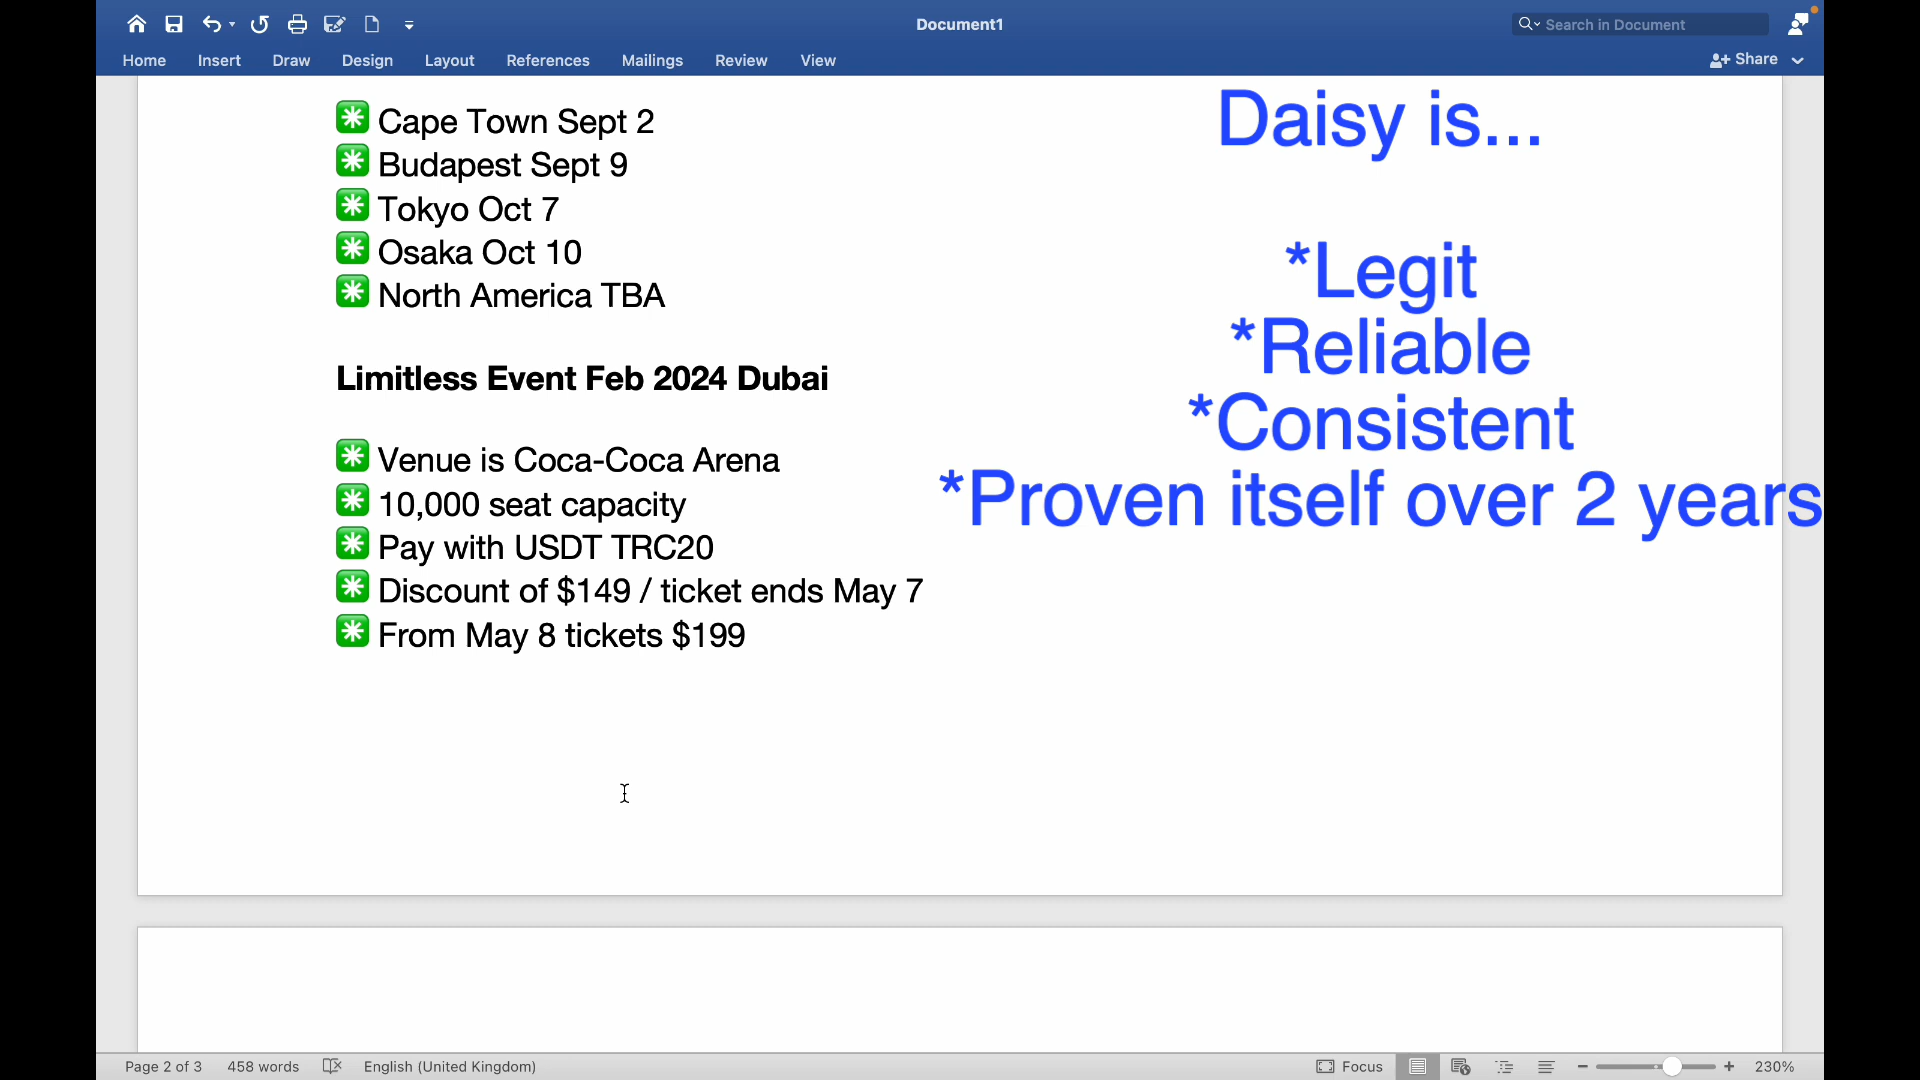 Document1
Search in Document
Home Insert Draw Design Layout References Mailings Review View Share
Cape Town Sept 2
Budapest Sept 9
Tokyo Oct 7
Osaka Oct 10
North America TBA
Limitless Event Feb 2024 Dubai
Venue is Coca-Coca Arena
10,000 seat capacity
Pay with USDT TRC20
Discount of $149 / ticket ends May 7
From May 8 tickets $199
Daisy is...
*Legit
*Reliable
*Consistent
*Proven itself over 2 years
Page 2 of 3 458 words English (United Kingdom) Focus 230%